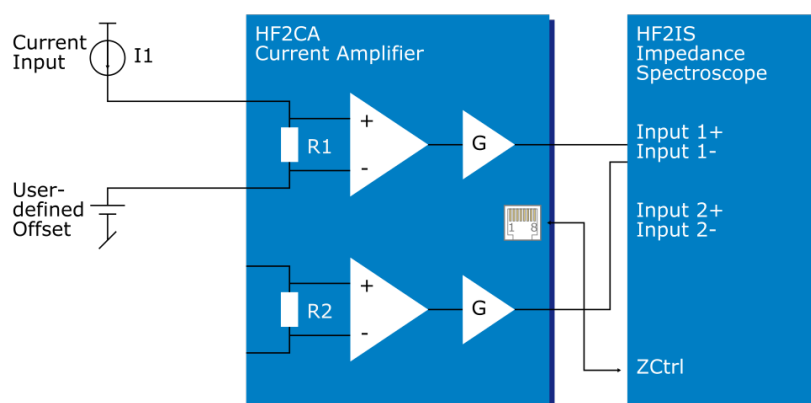 Current
Input
I1
User-
defined
Offset
HF2CA
Current Amplifier
+
R1
-
G
1 8
+
R2
-
G
HF2IS
Impedance
Spectroscope
Input 1+
Input 1-
Input 2+
Input 2-
ZCtrl